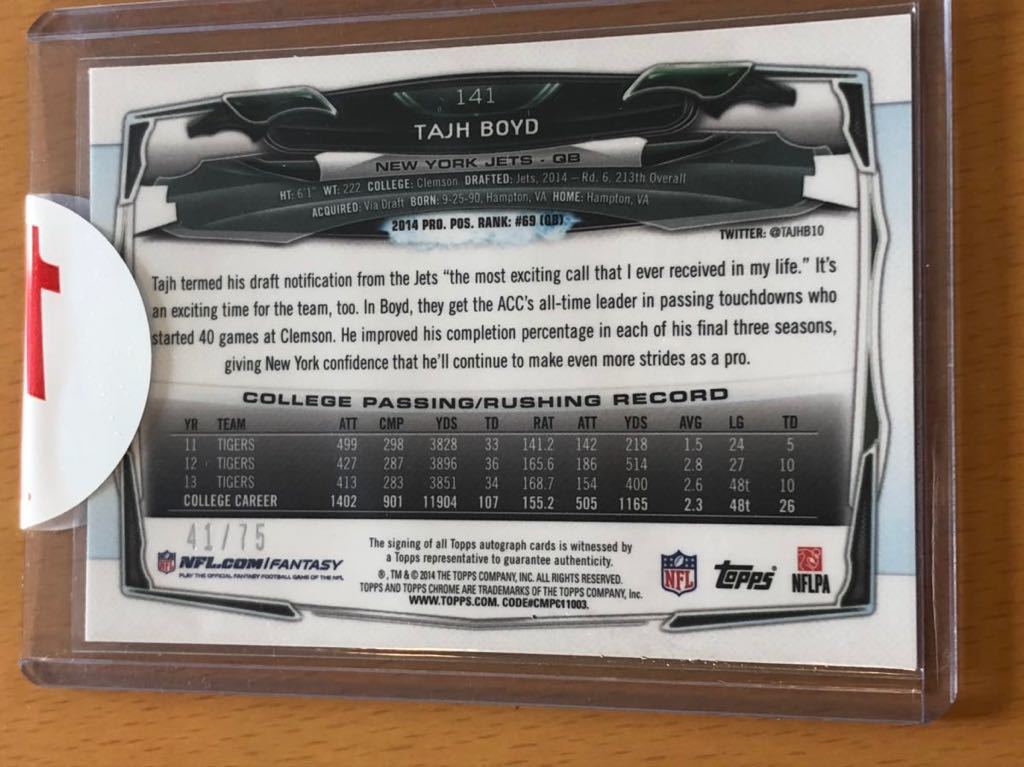 141
TAJH BOYD
NEW YORK JETS - QB
HT: 6'1" WT: 222 COLLEGE: Clemson DRAFTED: Jets, 2014 – Rd. 6, 213th Overall
ACQUIRED: Via Draft BORN: 9-25-90, Hampton, VA HOME: Hampton, VA
2014 PRO. POS. RANK: #69 (QB)
TWITTER: @TAJHB10
Tajh termed his draft notification from the Jets “the most exciting call that I ever received in my life.” It’s
an exciting time for the team, too. In Boyd, they get the ACC’s all-time leader in passing touchdowns who
started 40 games at Clemson. He improved his completion percentage in each of his final three seasons,
giving New York confidence that he’ll continue to make even more strides as a pro.
COLLEGE PASSING/RUSHING RECORD
YR TEAM ATT CMP YDS TD RAT ATT YDS AVG LG TD
11 TIGERS 499 298 3828 33 141.2 142 218 1.5 24 5
12 TIGERS 427 287 3896 36 165.6 186 514 2.8 27 10
13 TIGERS 413 283 3851 34 168.7 154 400 2.6 48t 10
COLLEGE CAREER 1402 901 11904 107 155.2 505 1165 2.3 48t 26
41/75
NFL.COM/FANTASY
PLAY THE OFFICIAL FANTASY FOOTBALL GAME OF THE NFL
The signing of all Topps autograph cards is witnessed by
a Topps representative to guarantee authenticity.
®, TM & © 2014 THE TOPPS COMPANY, INC. ALL RIGHTS RESERVED.
TOPPS AND TOPPS CHROME ARE TRADEMARKS OF THE TOPPS COMPANY, Inc.
WWW.TOPPS.COM. CODE#CMPC11003.
NFL
Topps
NFLPA
t